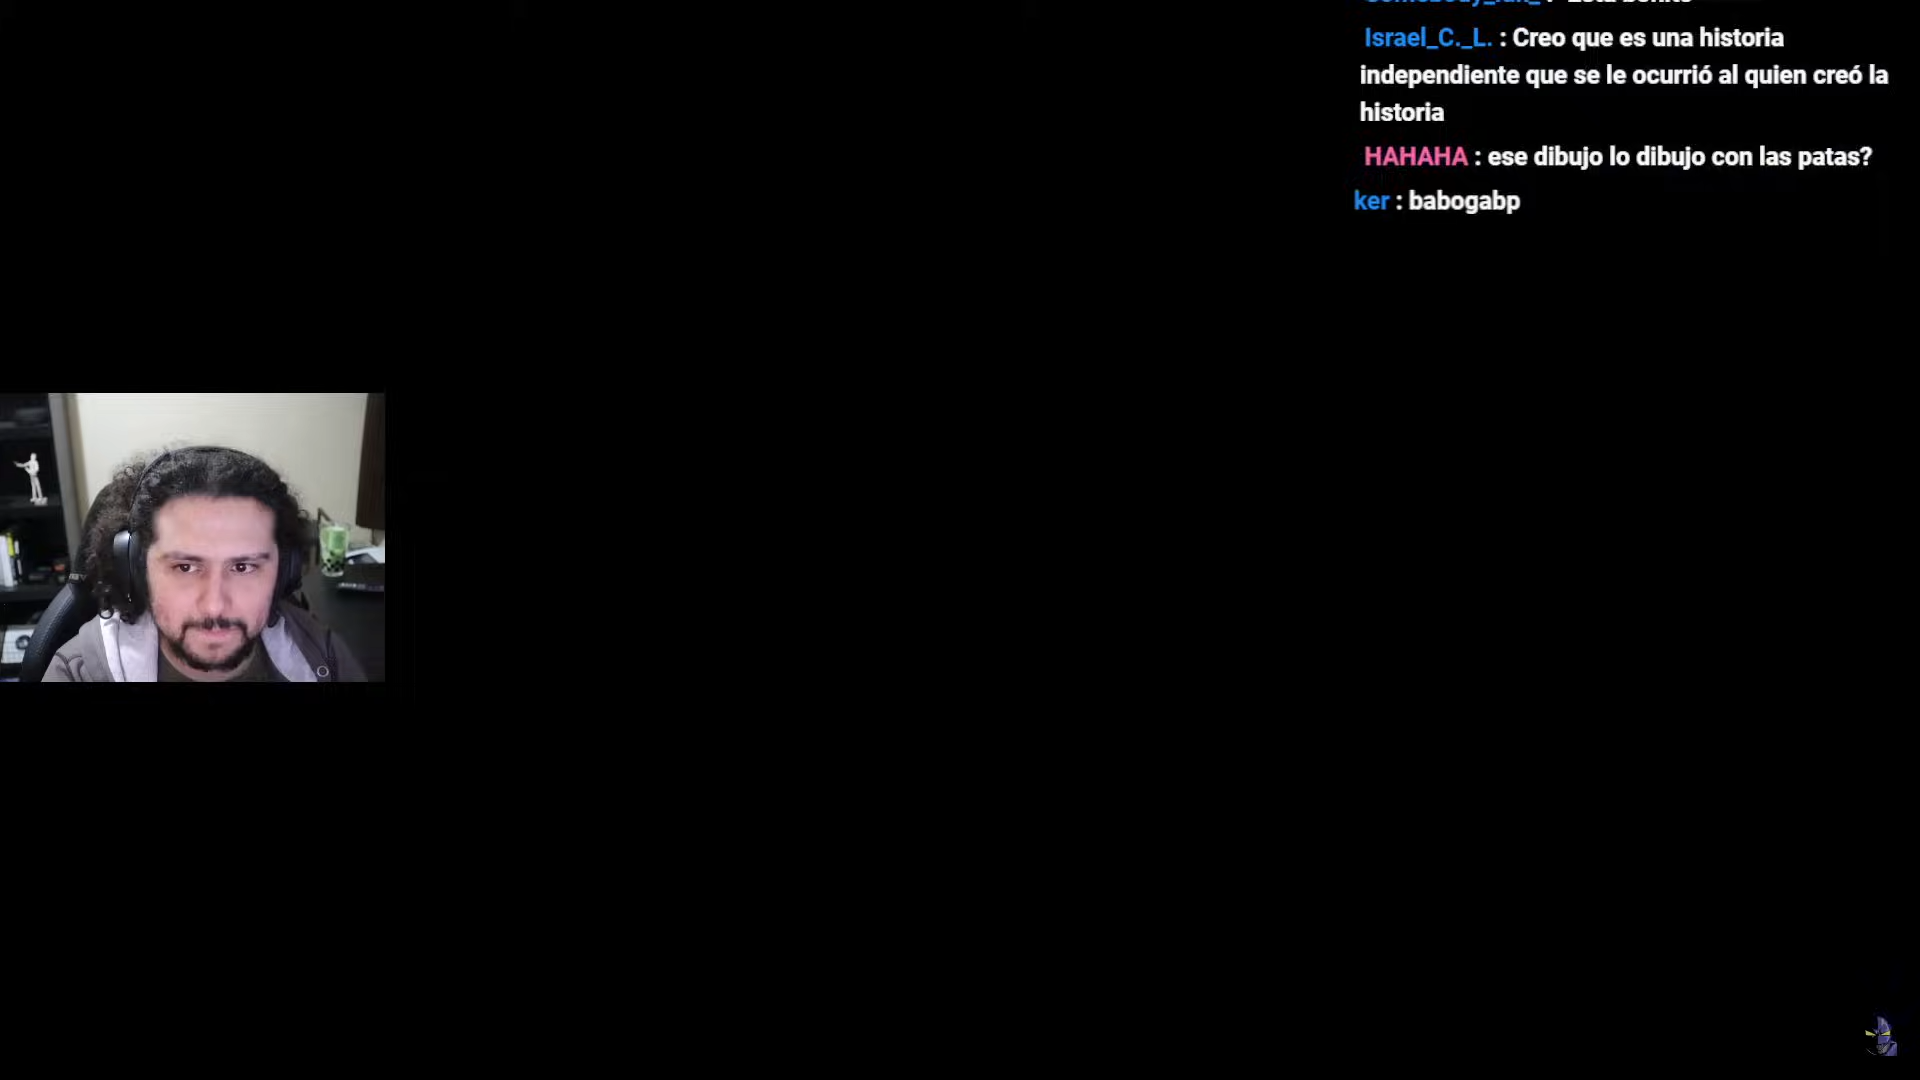 Israel_C._L. : Creo que es una historia
independiente que se le ocurrió al quien creó la
historia
HAHAHA : ese dibujo lo dibujo con las patas?
ker : babogabp